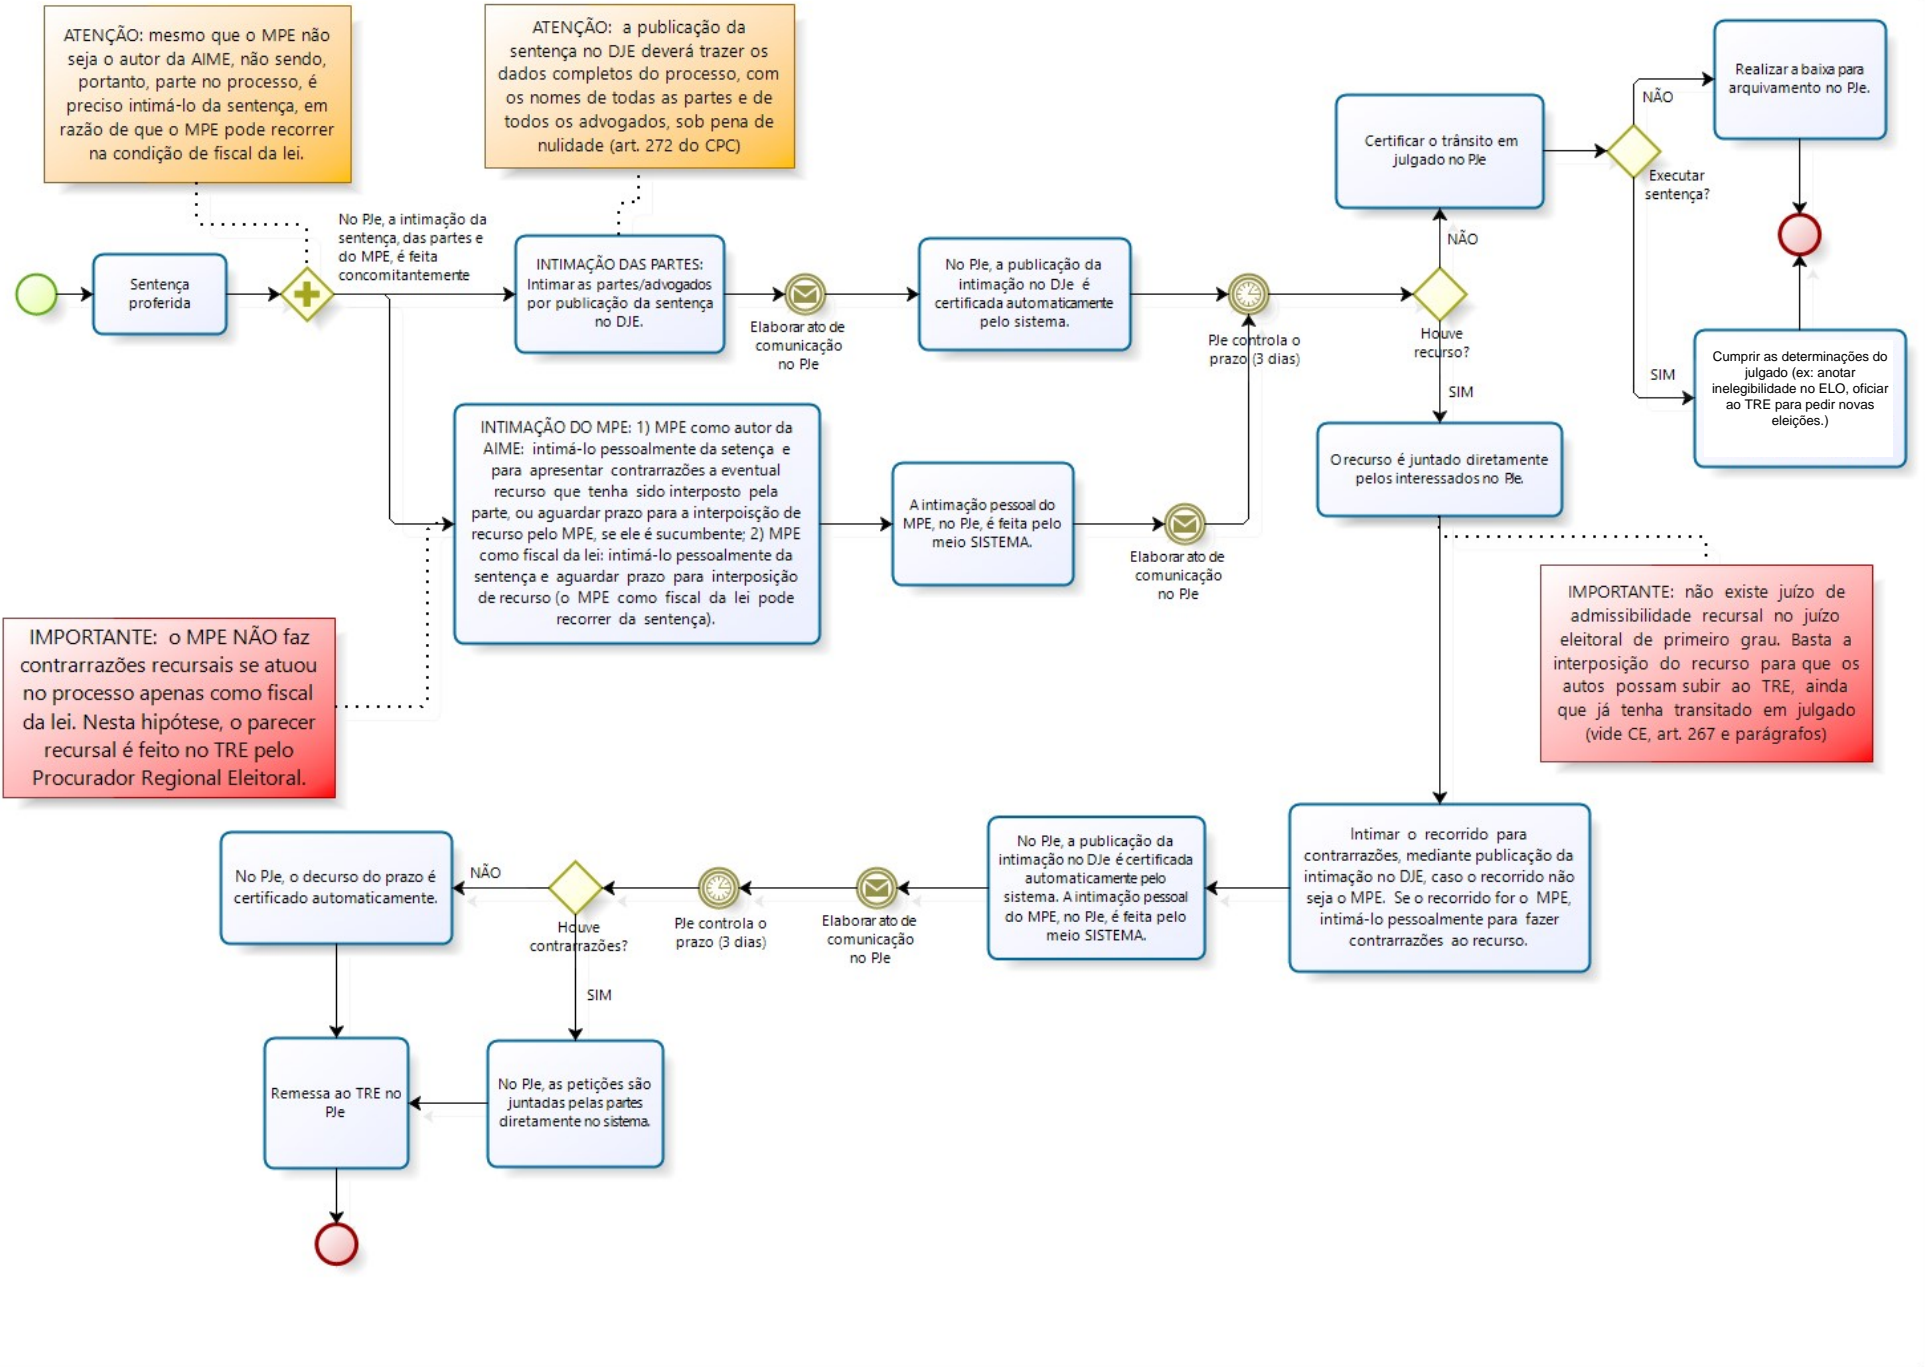 ATENÇÃO: mesmo que o MPE não
seja o autor da AIME, não sendo,
portanto, parte no processo, é
preciso intimá-lo da sentença, em
razão de que o MPE pode recorrer
na condição de fiscal da lei.
ATENÇÃO: a publicação da
sentença no DJE deverá trazer os
dados completos do processo, com
os nomes de todas as partes e de
todos os advogados, sob pena de
nulidade (art. 272 do CPC)
Sentença
proferida
No PJe, a intimação da
sentença, das partes e
do MPE, é feita
concomitantemente
INTIMAÇÃO DAS PARTES:
Intimar as partes/advogados
por publicação da sentença
no DJE.
Elaborar ato de
comunicação
no PJe
No PJe, a publicação da
intimação no DJe é
certificada automaticamente
pelo sistema.
PJe controla o
prazo (3 dias)
Houve
recurso?
NÃO
SIM
Certificar o trânsito em
julgado no PJe
Executar
sentença?
NÃO
SIM
Realizar a baixa para
arquivamento no PJe.
Cumprir as determinações do
julgado (ex: anotar
inelegibilidade no ELO, oficiar
ao TRE para pedir novas
eleições.)
INTIMAÇÃO DO MPE: 1) MPE como autor da
AIME: intimá-lo pessoalmente da setença e
para apresentar contrarrazões a eventual
recurso que tenha sido interposto pela
parte, ou aguardar prazo para a interpoisção de
recurso pelo MPE, se ele é sucumbente; 2) MPE
como fiscal da lei: intimá-lo pessoalmente da
sentença e aguardar prazo para interposição
de recurso (o MPE como fiscal da lei pode
recorrer da sentença).
A intimação pessoal do
MPE, no PJe, é feita pelo
meio SISTEMA.
Elaborar ato de
comunicação
no PJe
O recurso é juntado diretamente
pelos interessados no PJe.
IMPORTANTE: o MPE NÃO faz
contrarrazões recursais se atuou
no processo apenas como fiscal
da lei. Nesta hipótese, o parecer
recursal é feito no TRE pelo
Procurador Regional Eleitoral.
IMPORTANTE: não existe juízo de
admissibilidade recursal no juízo
eleitoral de primeiro grau. Basta a
interposição do recurso para que os
autos possam subir ao TRE, ainda
que já tenha transitado em julgado
(vide CE, art. 267 e parágrafos)
Intimar o recorrido para
contrarrazões, mediante publicação da
intimação no DJE, caso o recorrido não
seja o MPE. Se o recorrido for o MPE,
intimá-lo pessoalmente para fazer
contrarrazões ao recurso.
No PJe, a publicação da
intimação no DJe é certificada
automaticamente pelo
sistema. A intimação pessoal
do MPE, no PJe, é feita pelo
meio SISTEMA.
Elaborar ato de
comunicação
no PJe
PJe controla o
prazo (3 dias)
Houve
contrarrazões?
NÃO
SIM
No PJe, o decurso do prazo é
certificado automaticamente.
No PJe, as petições são
juntadas pelas partes
diretamente no sistema.
Remessa ao TRE no
PJe